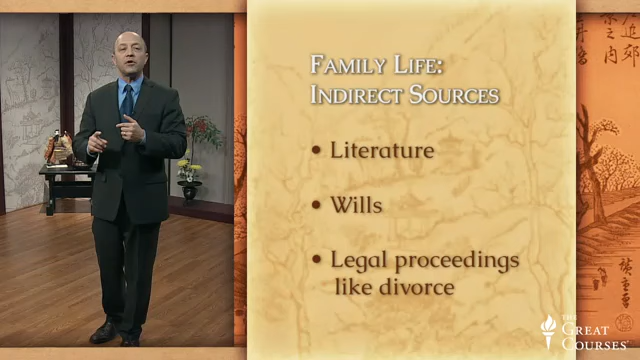 FAMILY LIFE:
INDIRECT SOURCES
• Literature
• Wills
• Legal proceedings
like divorce
THE
GREAT
COURSES